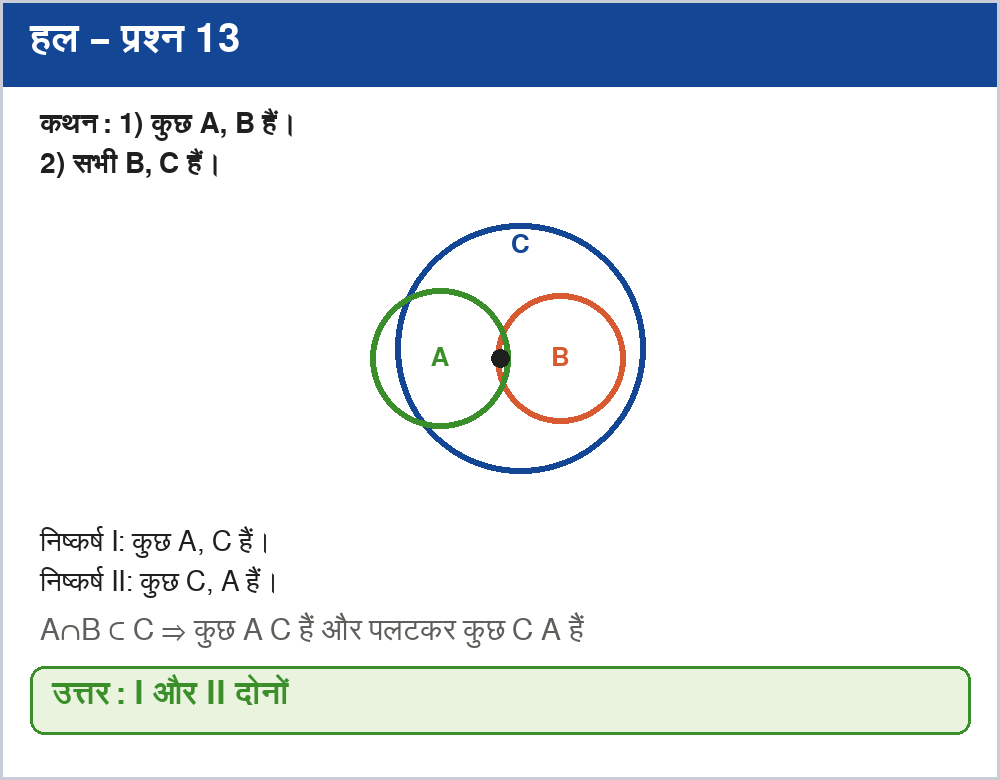 हल – प्रश्न 13
कथन: 1) कुछ A, B हैं।
2) सभी B, C हैं।
C
A
B
निष्कर्ष I: कुछ A, C हैं।
निष्कर्ष II: कुछ C, A हैं।
A∩B ⊂ C ⇒ कुछ A C हैं और पलटकर कुछ C A हैं
उत्तर: I और II दोनों